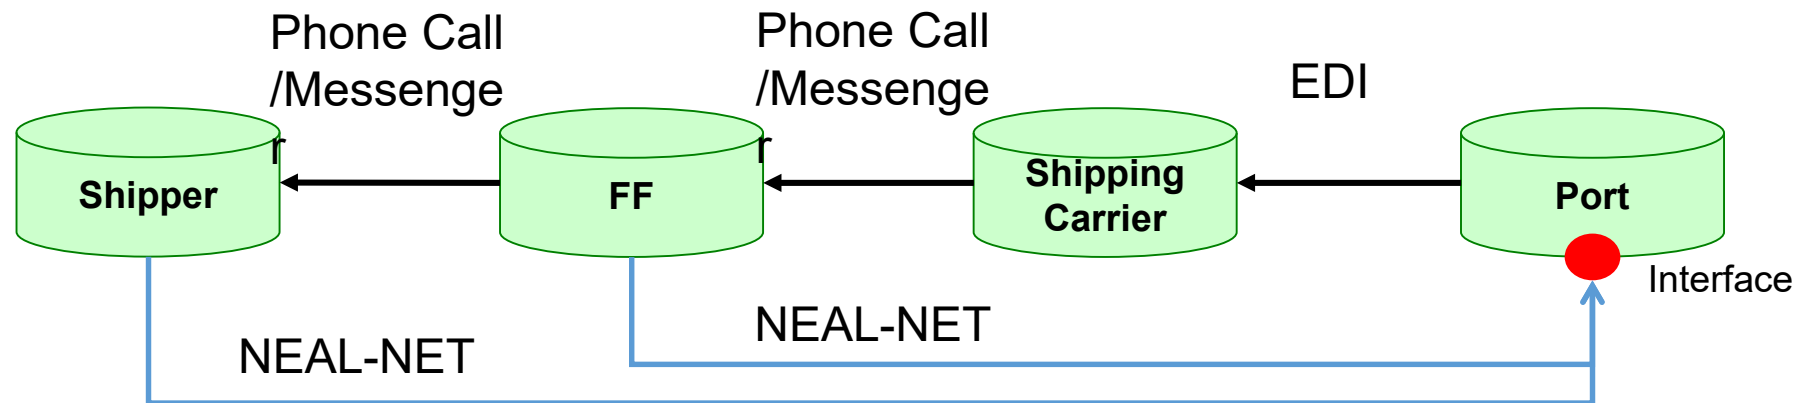 Phone Call
/Messenge
r
Phone Call
/Messenge
r
EDI
Shipper
FF
Shipping
Carrier
Port
Interface
NEAL-NET
NEAL-NET